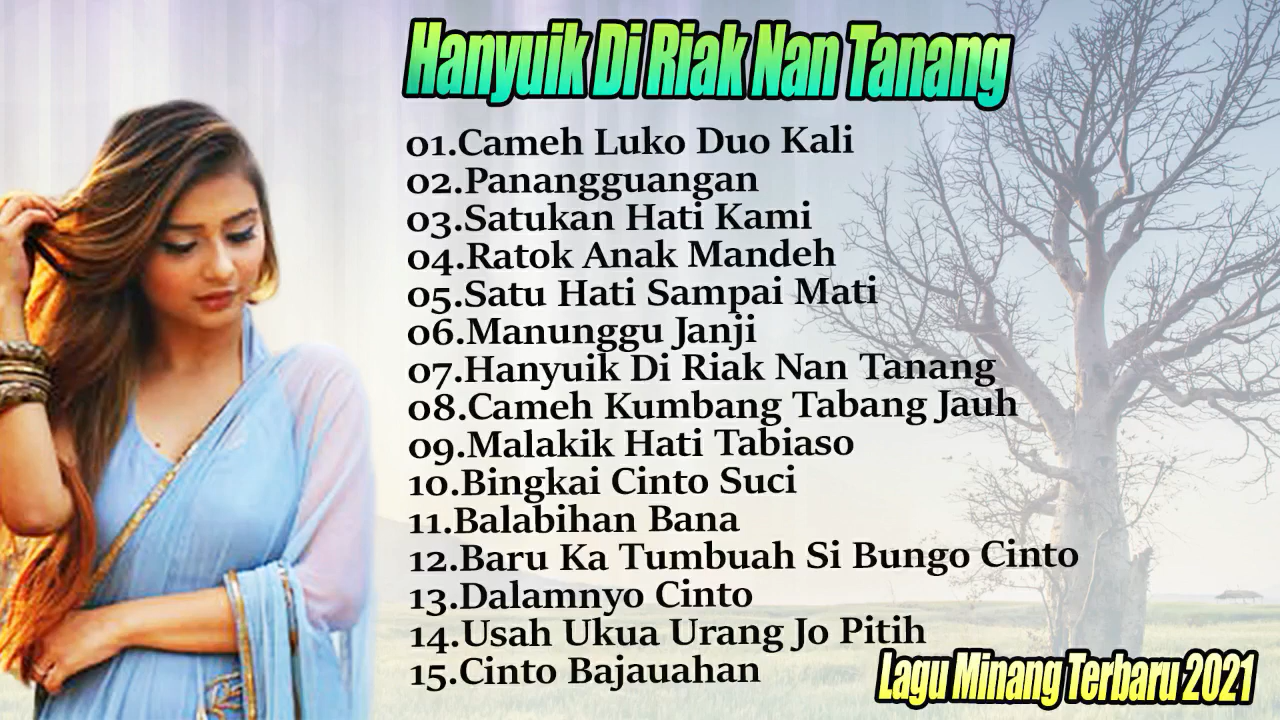 Hanyuik Di Riak Nan Tanang
01.Cameh Luko Duo Kali
02.Panangguangan
03.Satukan Hati Kami
04.Ratok Anak Mandeh
05.Satu Hati Sampai Mati
06.Manunggu Janji
07.Hanyuik Di Riak Nan Tanang
08.Cameh Kumbang Tabang Jauh
09.Malakik Hati Tabiaso
10.Bingkai Cinto Suci
11.Balabihan Bana
12.Baru Ka Tumbuah Si Bungo Cinto
13.Dalamnyo Cinto
14.Usah Ukua Urang Jo Pitih
15.Cinto Bajauahan
Lagu Minang Terbaru 2021